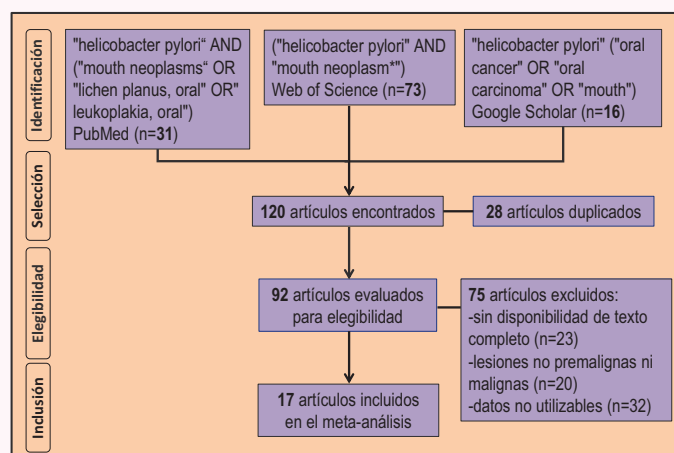 Identificación
"helicobacter pylori“ AND
("mouth neoplasms“ OR
"lichen planus, oral" OR"
leukoplakia, oral")
PubMed (n=31)
("helicobacter pylori“ AND
"mouth neoplasm*")
Web of Science (n=73)
"helicobacter pylori" ("oral
cancer" OR "oral
carcinoma" OR "mouth")
Google Scholar (n=16)
Selección
120 artículos encontrados
28 artículos duplicados
Elegibilidad
92 artículos evaluados
para elegibilidad
75 artículos excluidos:
-sin disponibilidad de texto
completo (n=23)
-lesiones no premalignas ni
malignas (n=20)
-datos no utilizables (n=32)
Inclusión
17 artículos incluidos
en el meta-análisis